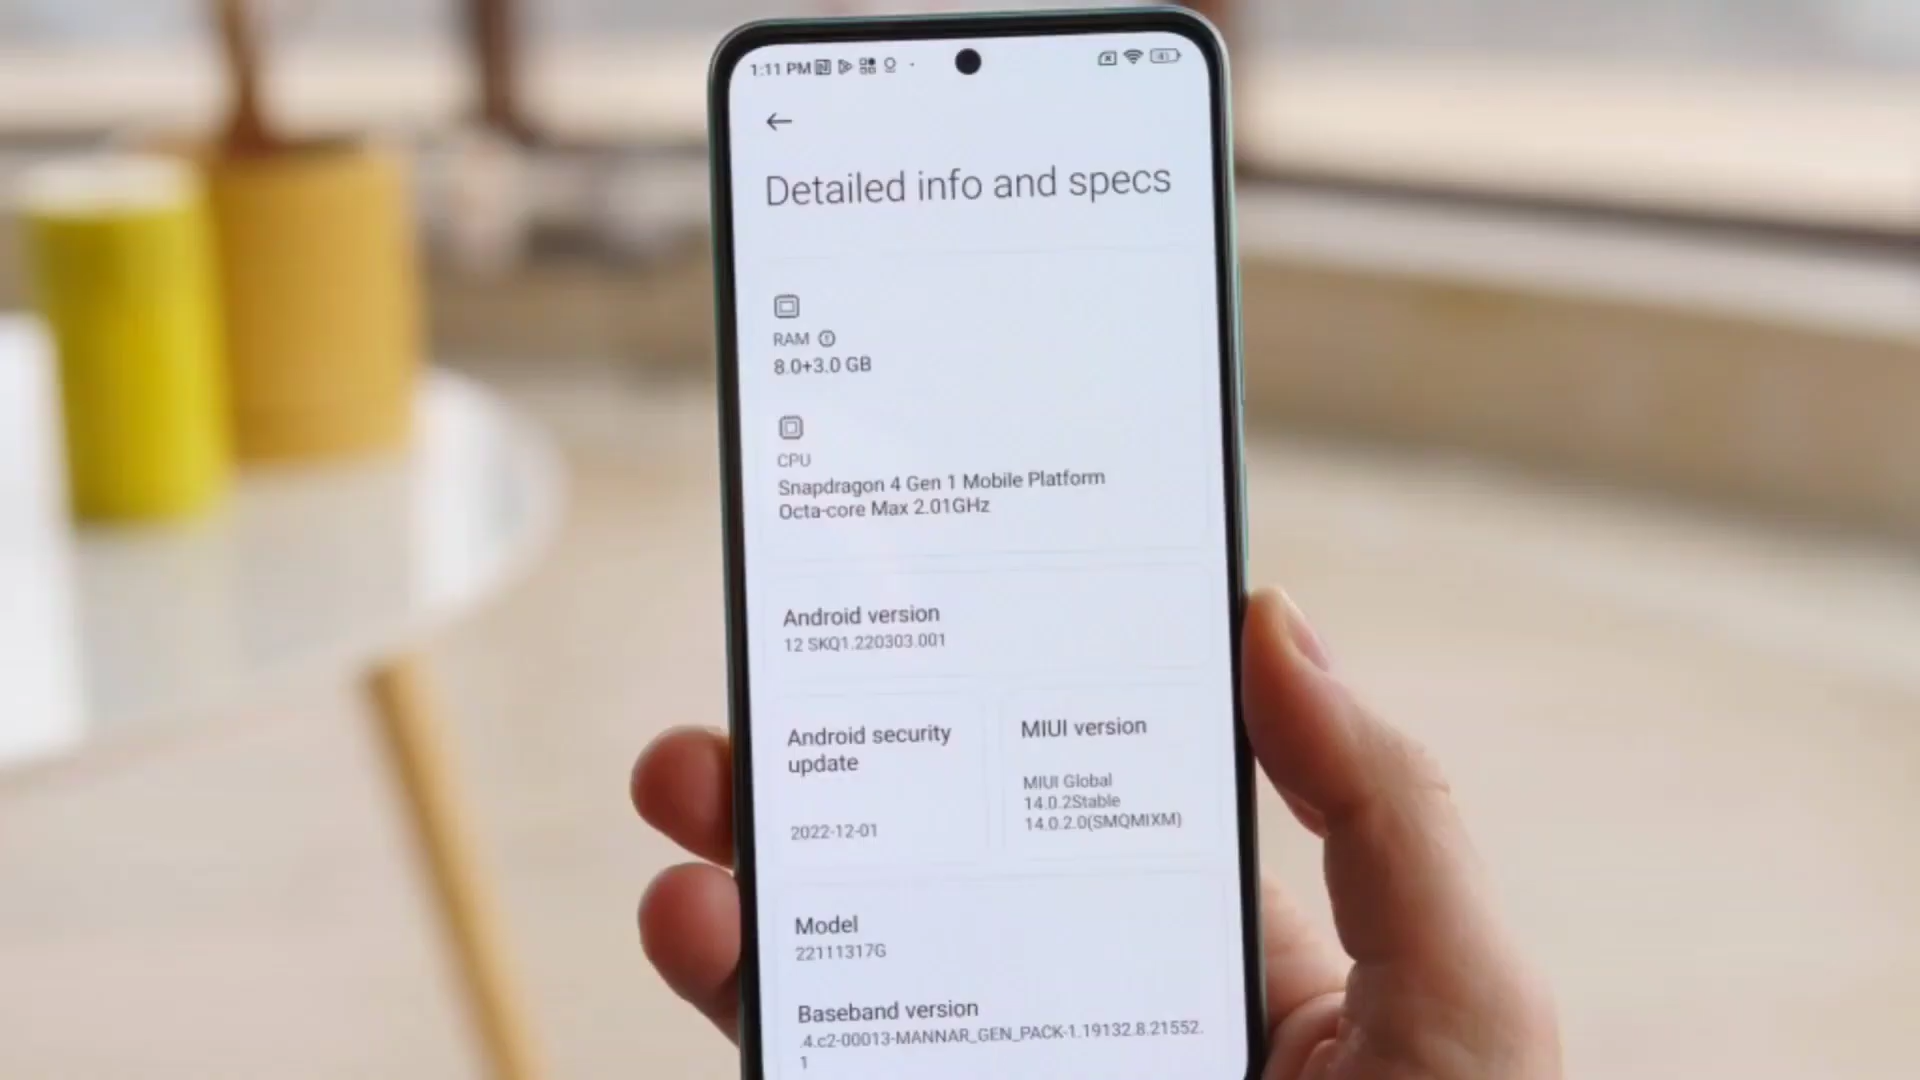 1:11 PM
Detailed info and specs
RAM
8.0+3.0 GB
CPU
Snapdragon 4 Gen 1 Mobile Platform
Octa-core Max 2.01GHz
Android version
12 SKQ1.220303.001
Android security
update
2022-12-01
MIUI version
MIUI Global
14.0.2Stable
14.0.2.0(SMQMIXM)
Model
22111317G
Baseband version
.4.c2-00013-MANNAR_GEN_PACK-1.19132.8.21552.
1